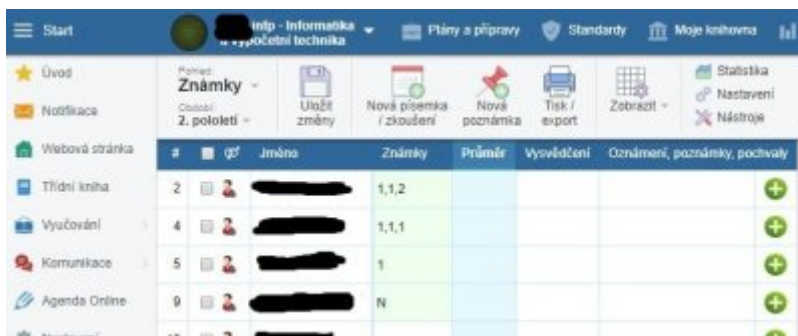 Start
intp - Informatika
a výpočetní technika
Plány a přípravy
Standardy
Moje knihovna
Úvod
Notifikace
Webová stránka
Třídní kniha
Vyučování
Komunikace
Agenda Online
Pohled:
Známky
Období:
2. pololetí
Uložit
změny
Nová písemka
/ zkoušení
Nová
poznámka
Tisk /
export
Zobrazit
Statistika
Nastavení
Nástroje
# Jméno Známky Průměr Vysvědčení Oznámení, poznámky, pochvaly
2 1,1,2
4 1,1,1
5 1
9 N